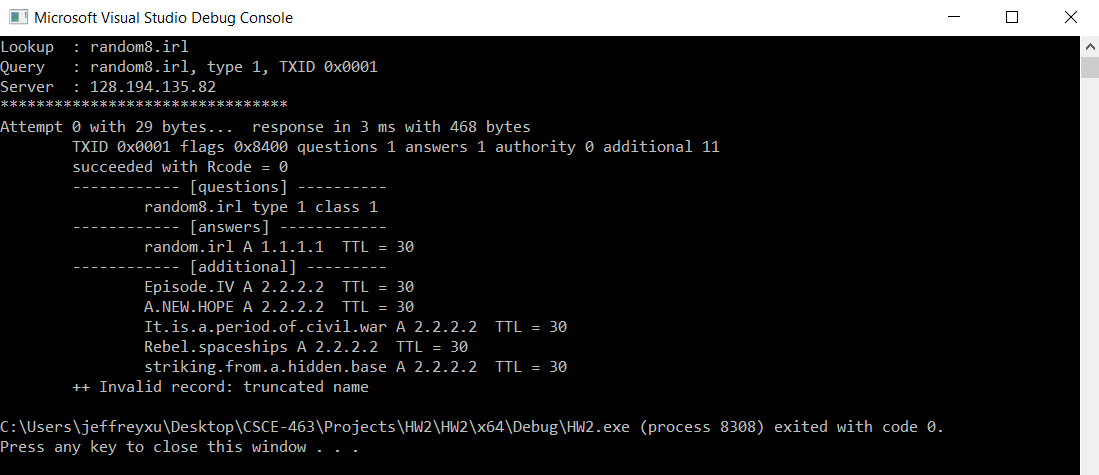 Microsoft Visual Studio Debug Console
Lookup  : random8.irl
Query   : random8.irl, type 1, TXID 0x0001
Server  : 128.194.135.82
********************************
Attempt 0 with 29 bytes...  response in 3 ms with 468 bytes
        TXID 0x0001 flags 0x8400 questions 1 answers 1 authority 0 additional 11
        succeeded with Rcode = 0
        ------------ [questions] ----------
                random8.irl type 1 class 1
        ------------ [answers] ------------
                random.irl A 1.1.1.1  TTL = 30
        ------------ [additional] ---------
                Episode.IV A 2.2.2.2  TTL = 30
                A.NEW.HOPE A 2.2.2.2  TTL = 30
                It.is.a.period.of.civil.war A 2.2.2.2  TTL = 30
                Rebel.spaceships A 2.2.2.2  TTL = 30
                striking.from.a.hidden.base A 2.2.2.2  TTL = 30
        ++ Invalid record: truncated name
C:\Users\jeffreyxu\Desktop\CSCE-463\Projects\HW2\HW2\x64\Debug\HW2.exe (process 8308) exited with code 0.
Press any key to close this window . . .